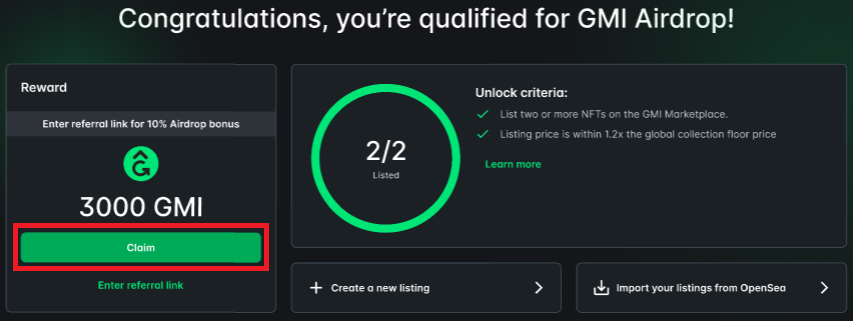 Congratulations, you're qualified for GMI Airdrop!
Reward
Enter referral link for 10% Airdrop bonus
3000 GMI
Claim
Enter referral link
2/2
Listed
Unlock criteria:
List two or more NFTs on the GMI Marketplace.
Listing price is within 1.2x the global collection floor price
Learn more
Create a new listing
Import your listings from OpenSea